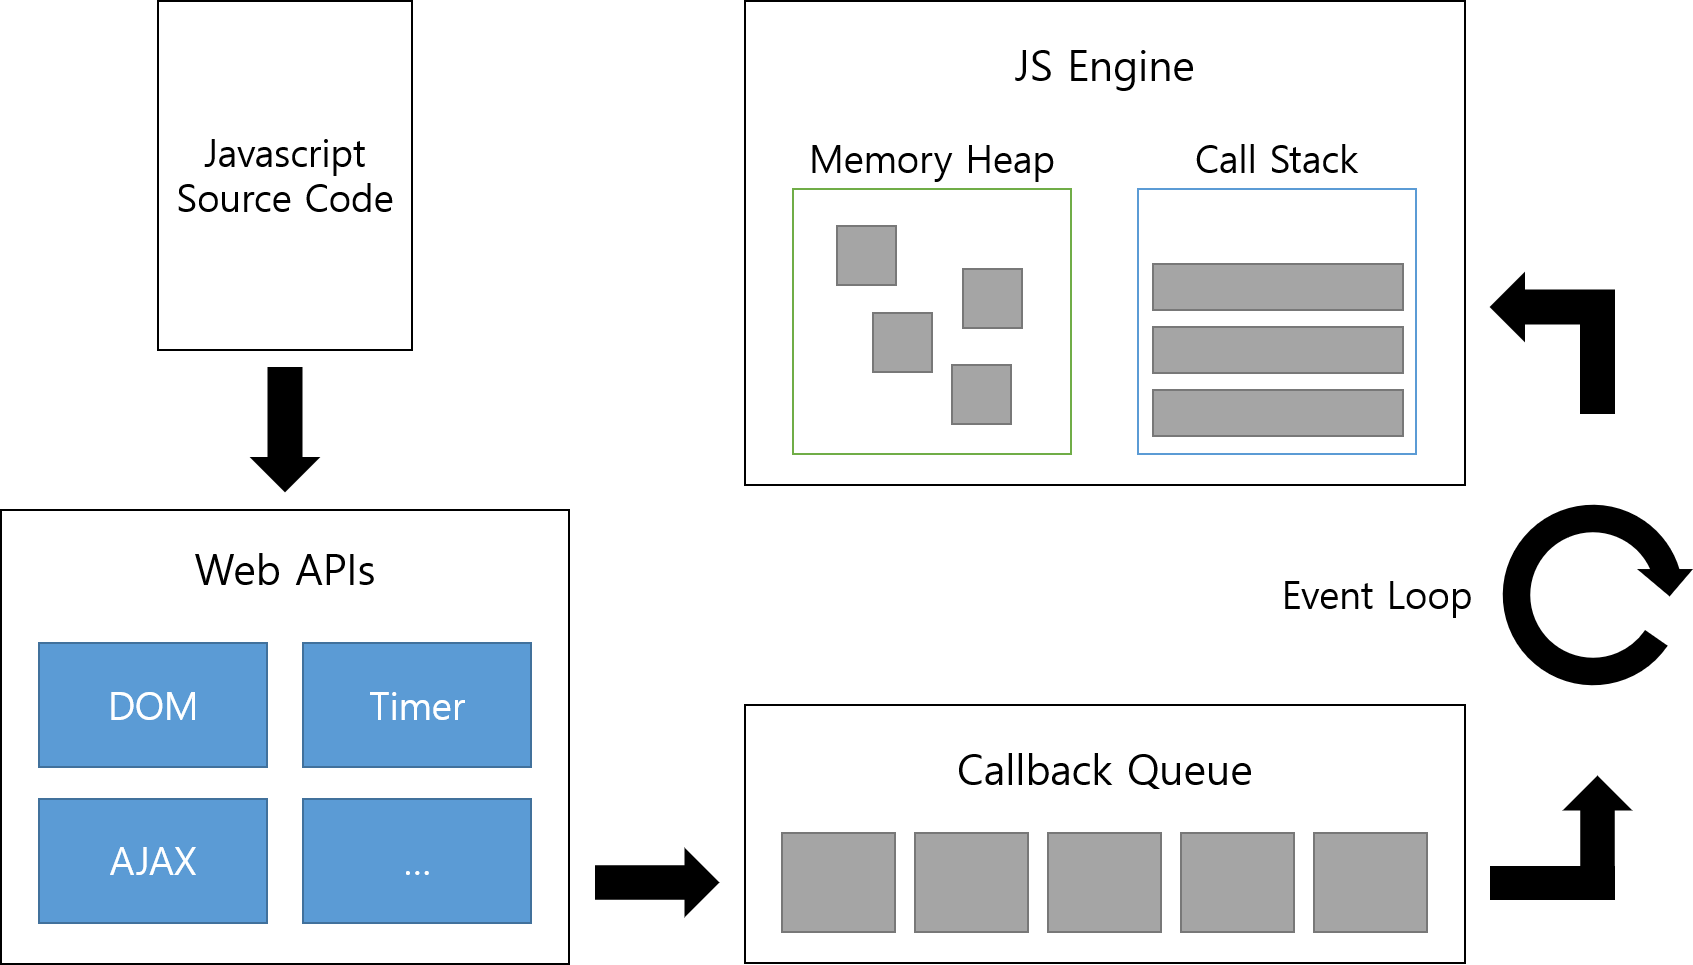 Javascript
Source Code
JS Engine
Memory Heap
Call Stack
Web APIs
DOM
Timer
AJAX
...
Event Loop
Callback Queue